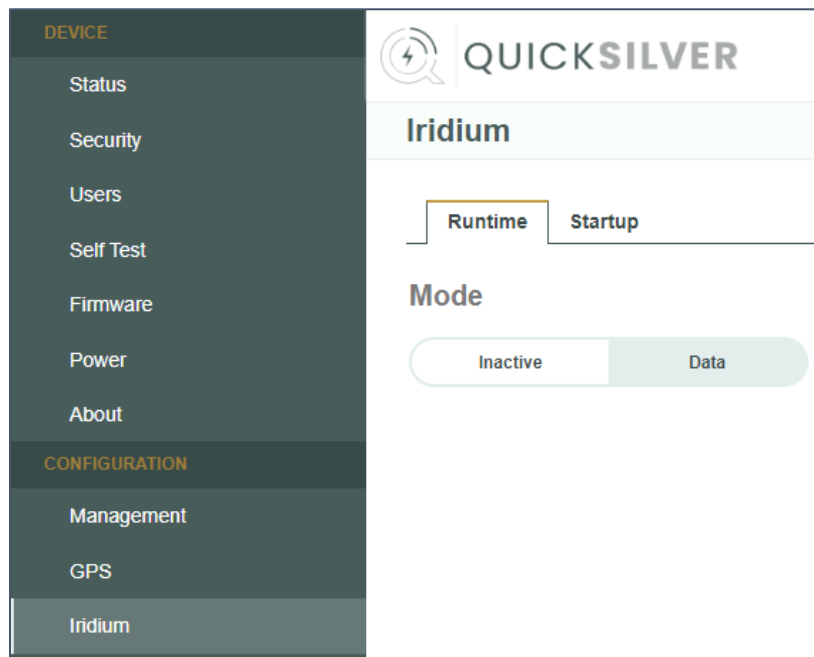 DEVICE
Status
Security
Users
Self Test
Firmware
Power
About
CONFIGURATION
Management
GPS
Iridium
QUICKSILVER
Iridium
Runtime Startup
Mode
Inactive Data